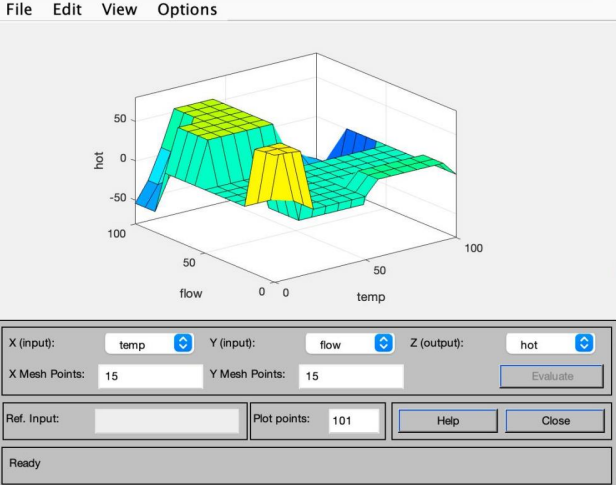 File Edit View Options
50
0
-50
hot
100
50
0
flow
0
50
100
temp
X (input): temp Y (input): flow Z (output): hot
X Mesh Points: 15 Y Mesh Points: 15 Evaluate
Ref. Input: Plot points: 101 Help Close
Ready